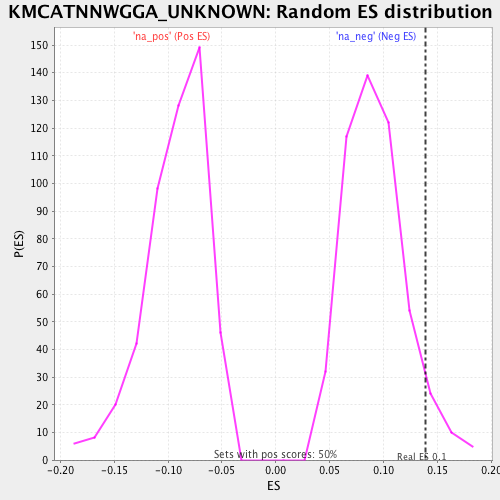 KMCATNNWGGA_UNKNOWN: Random ES distribution
'na_pos' (Pos ES)
'na_neg' (Neg ES)
150
140
130
120
110
100
90
80
70
60
50
40
30
20
10
0
P(ES)
Sets with pos scores: 50%
Real ES 0.1
-0.20 -0.15 -0.10 -0.05 0.00 0.05 0.10 0.15 0.20
ES